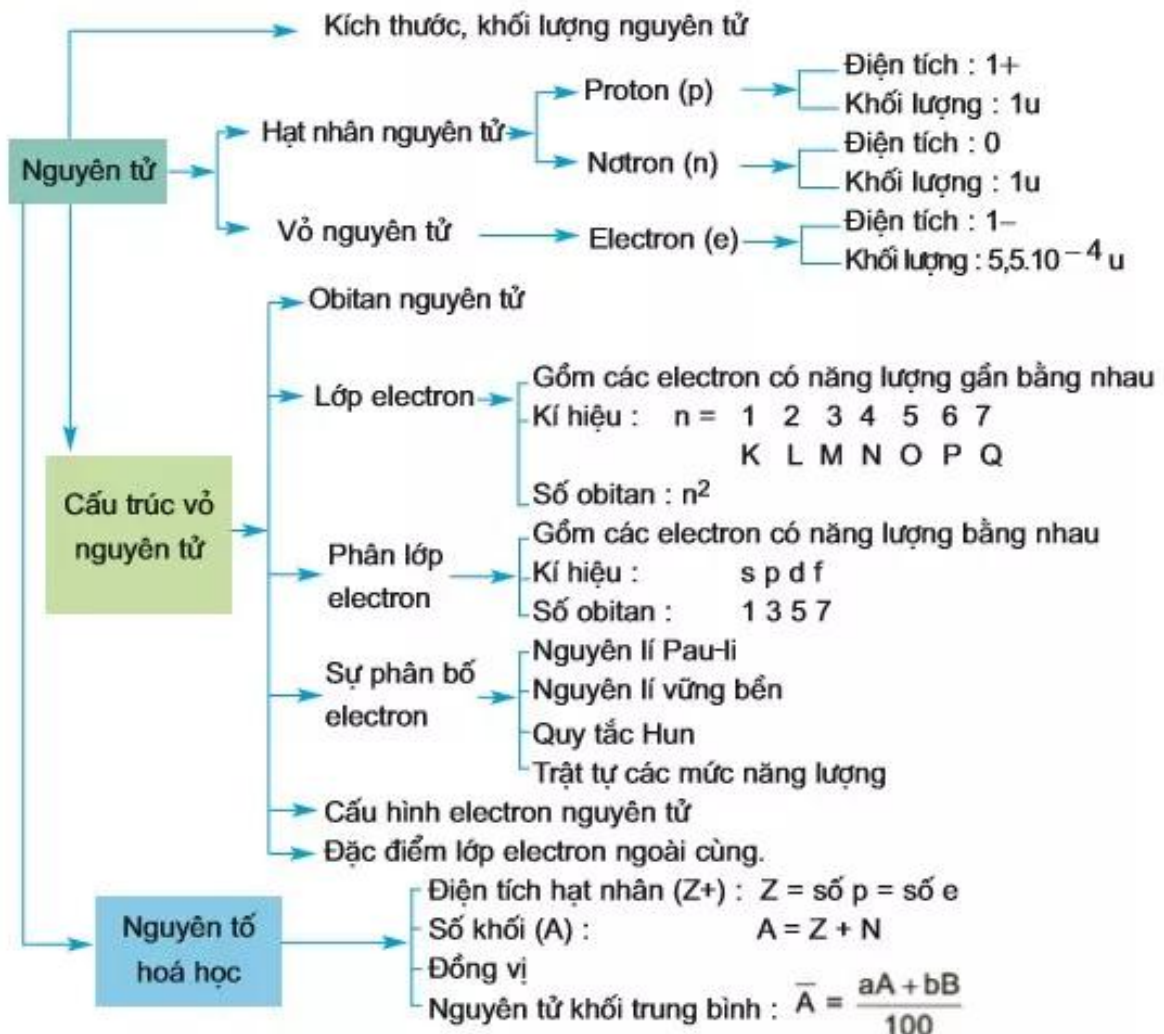 Kích thước, khối lượng nguyên tử
Nguyên tử
Hạt nhân nguyên tử
Proton (p)
Điện tích : 1+
Khối lượng : 1u
Nơtron (n)
Điện tích : 0
Khối lượng : 1u
Vỏ nguyên tử
Electron (e)
Điện tích : 1–
Khối lượng : 5,5.10⁻⁴ u
Cấu trúc vỏ
nguyên tử
Obitan nguyên tử
Lớp electron
Gồm các electron có năng lượng gần bằng nhau
Kí hiệu : n = 1 2 3 4 5 6 7
K L M N O P Q
Số obitan : n²
Phân lớp
electron
Gồm các electron có năng lượng bằng nhau
Kí hiệu : s p d f
Số obitan : 1 3 5 7
Sự phân bố
electron
Nguyên lí Pau-li
Nguyên lí vững bền
Quy tắc Hun
Trật tự các mức năng lượng
Cấu hình electron nguyên tử
Đặc điểm lớp electron ngoài cùng.
Nguyên tố
hoá học
Điện tích hạt nhân (Z+) : Z = số p = số e
Số khối (A) : A = Z + N
Đồng vị
Nguyên tử khối trung bình : A̅ = aA + bB
100